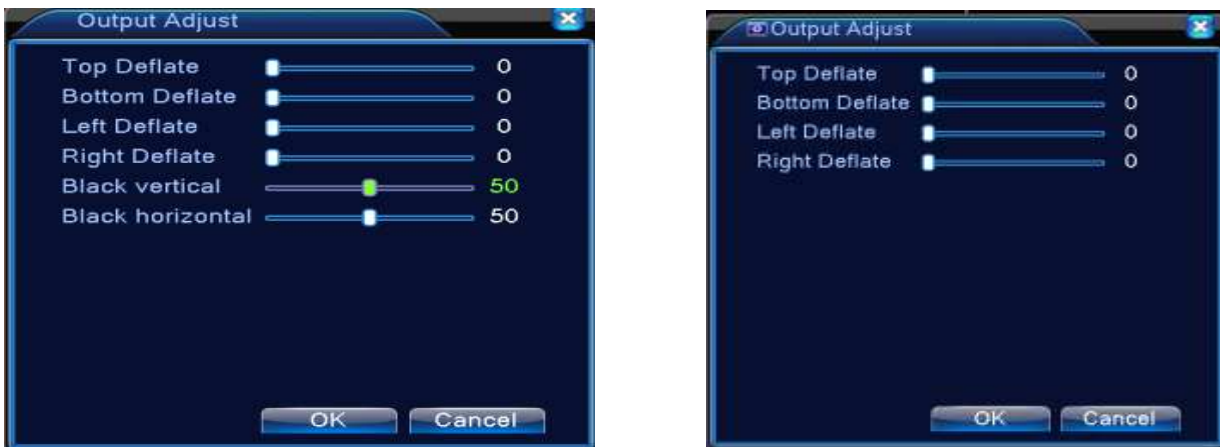 Output Adjust
Top Deflate 0
Bottom Deflate 0
Left Deflate 0
Right Deflate 0
Black vertical 50
Black horizontal 50
OK Cancel
Output Adjust
Top Deflate 0
Bottom Deflate 0
Left Deflate 0
Right Deflate 0
OK Cancel